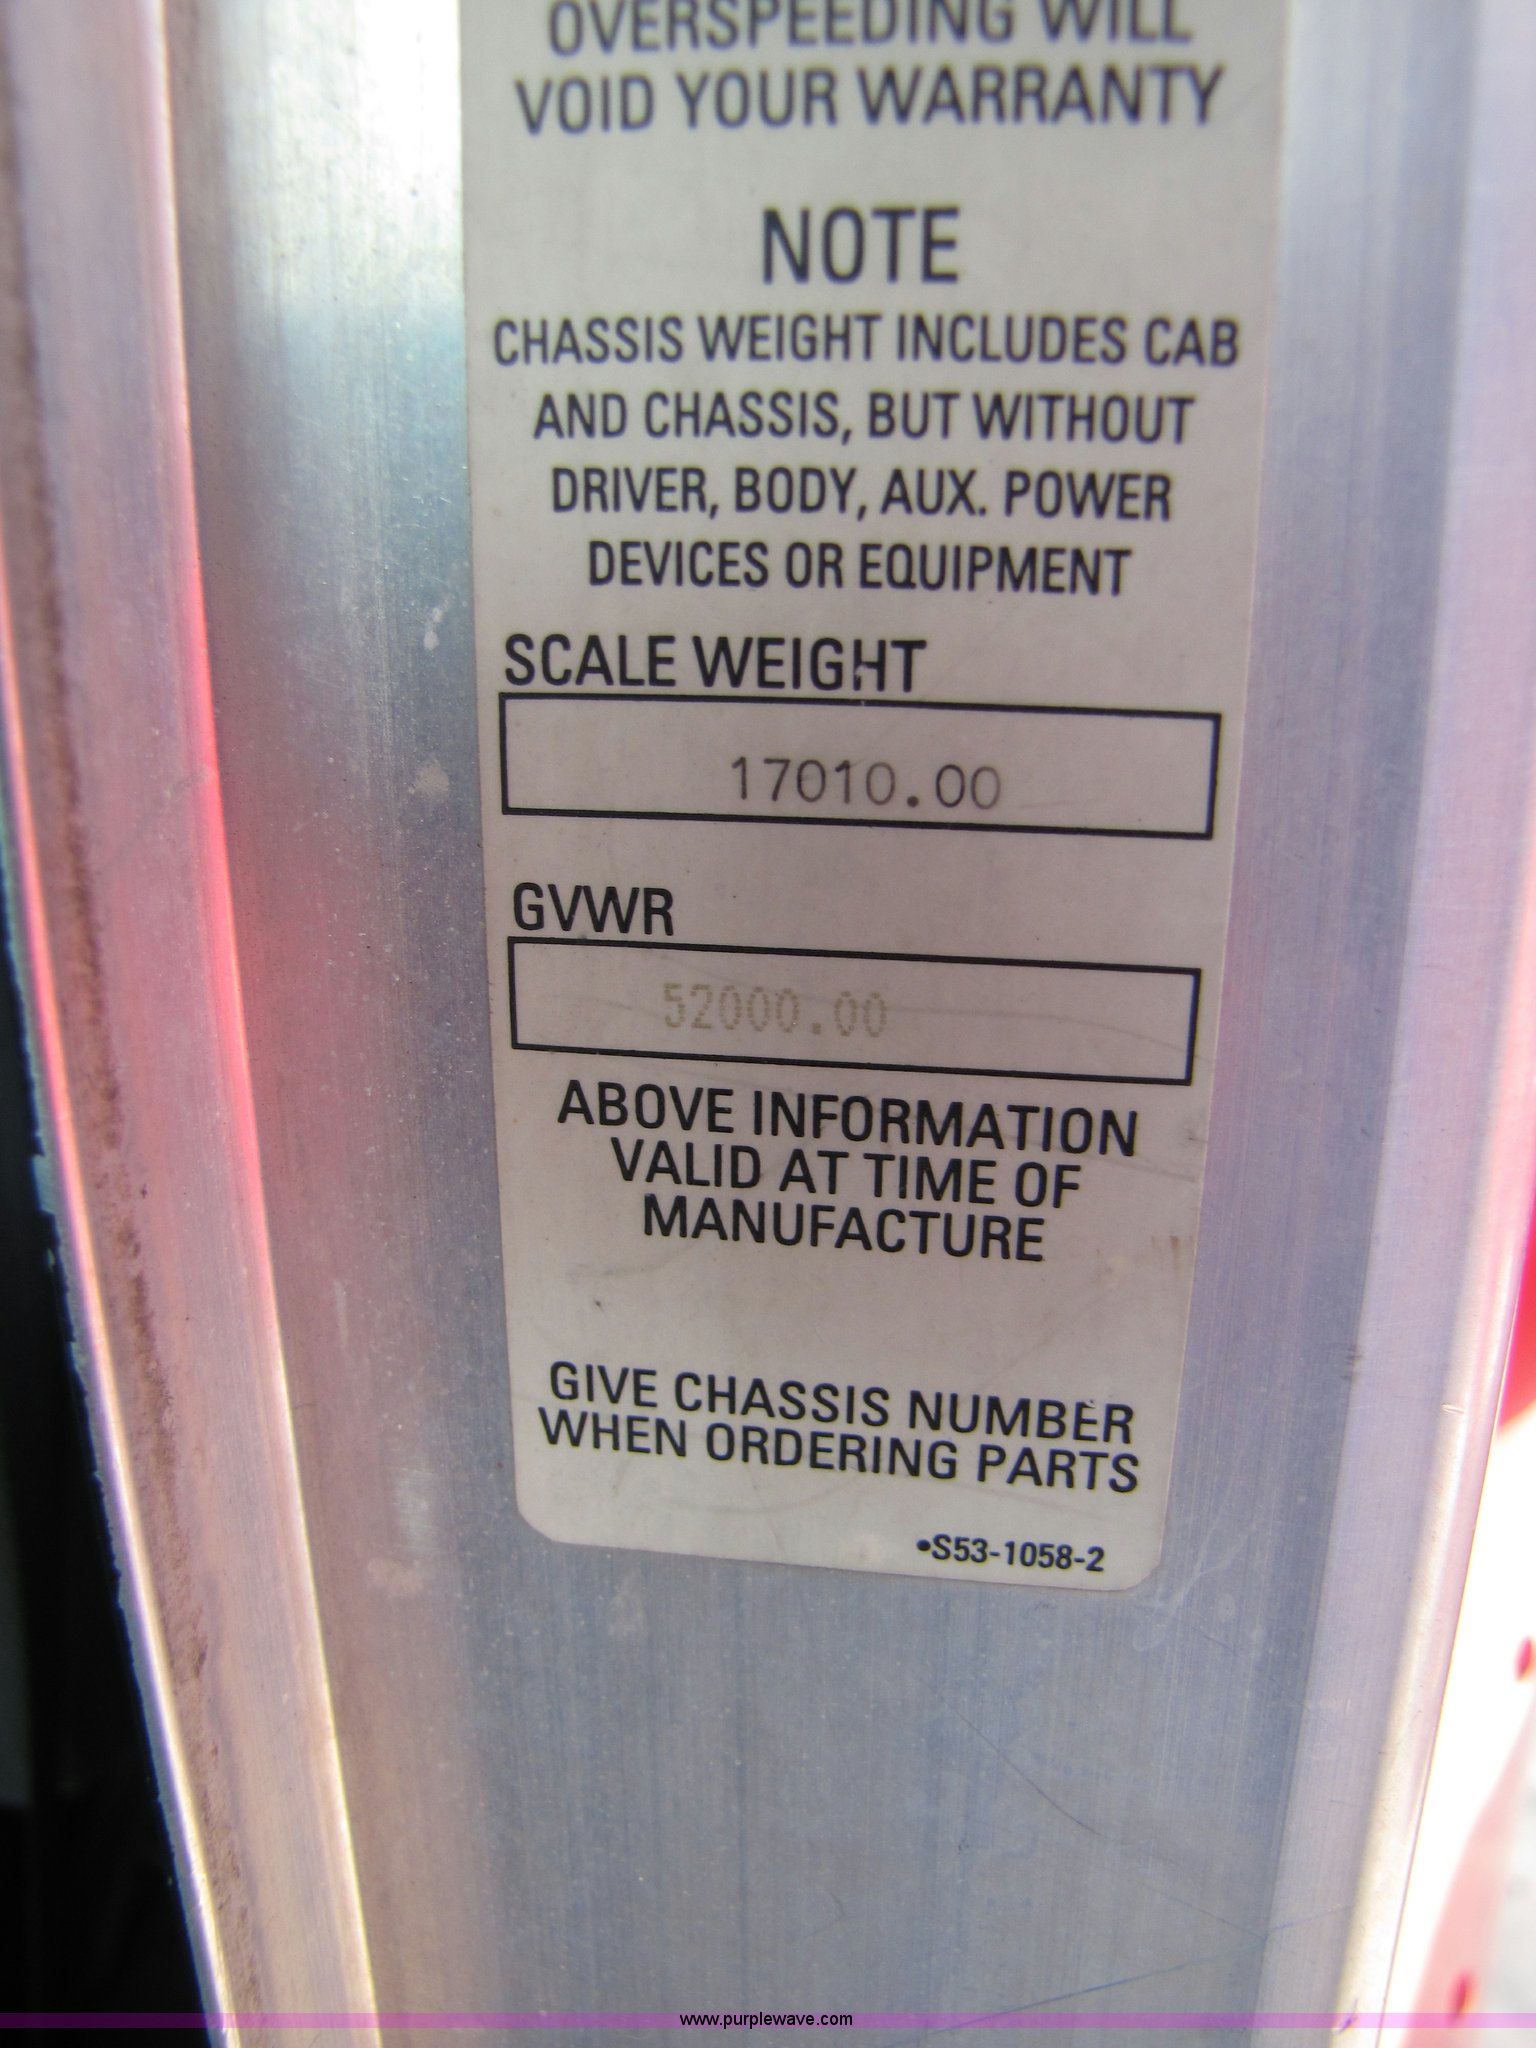 OVERSPEEDING WILL
VOID YOUR WARRANTY
NOTE
CHASSIS WEIGHT INCLUDES CAB
AND CHASSIS, BUT WITHOUT
DRIVER, BODY, AUX. POWER
DEVICES OR EQUIPMENT
SCALE WEIGHT
17010.00
GVWR
52000.00
ABOVE INFORMATION
VALID AT TIME OF
MANUFACTURE
GIVE CHASSIS NUMBER
WHEN ORDERING PARTS
•S53-1058-2
www.purplewave.com